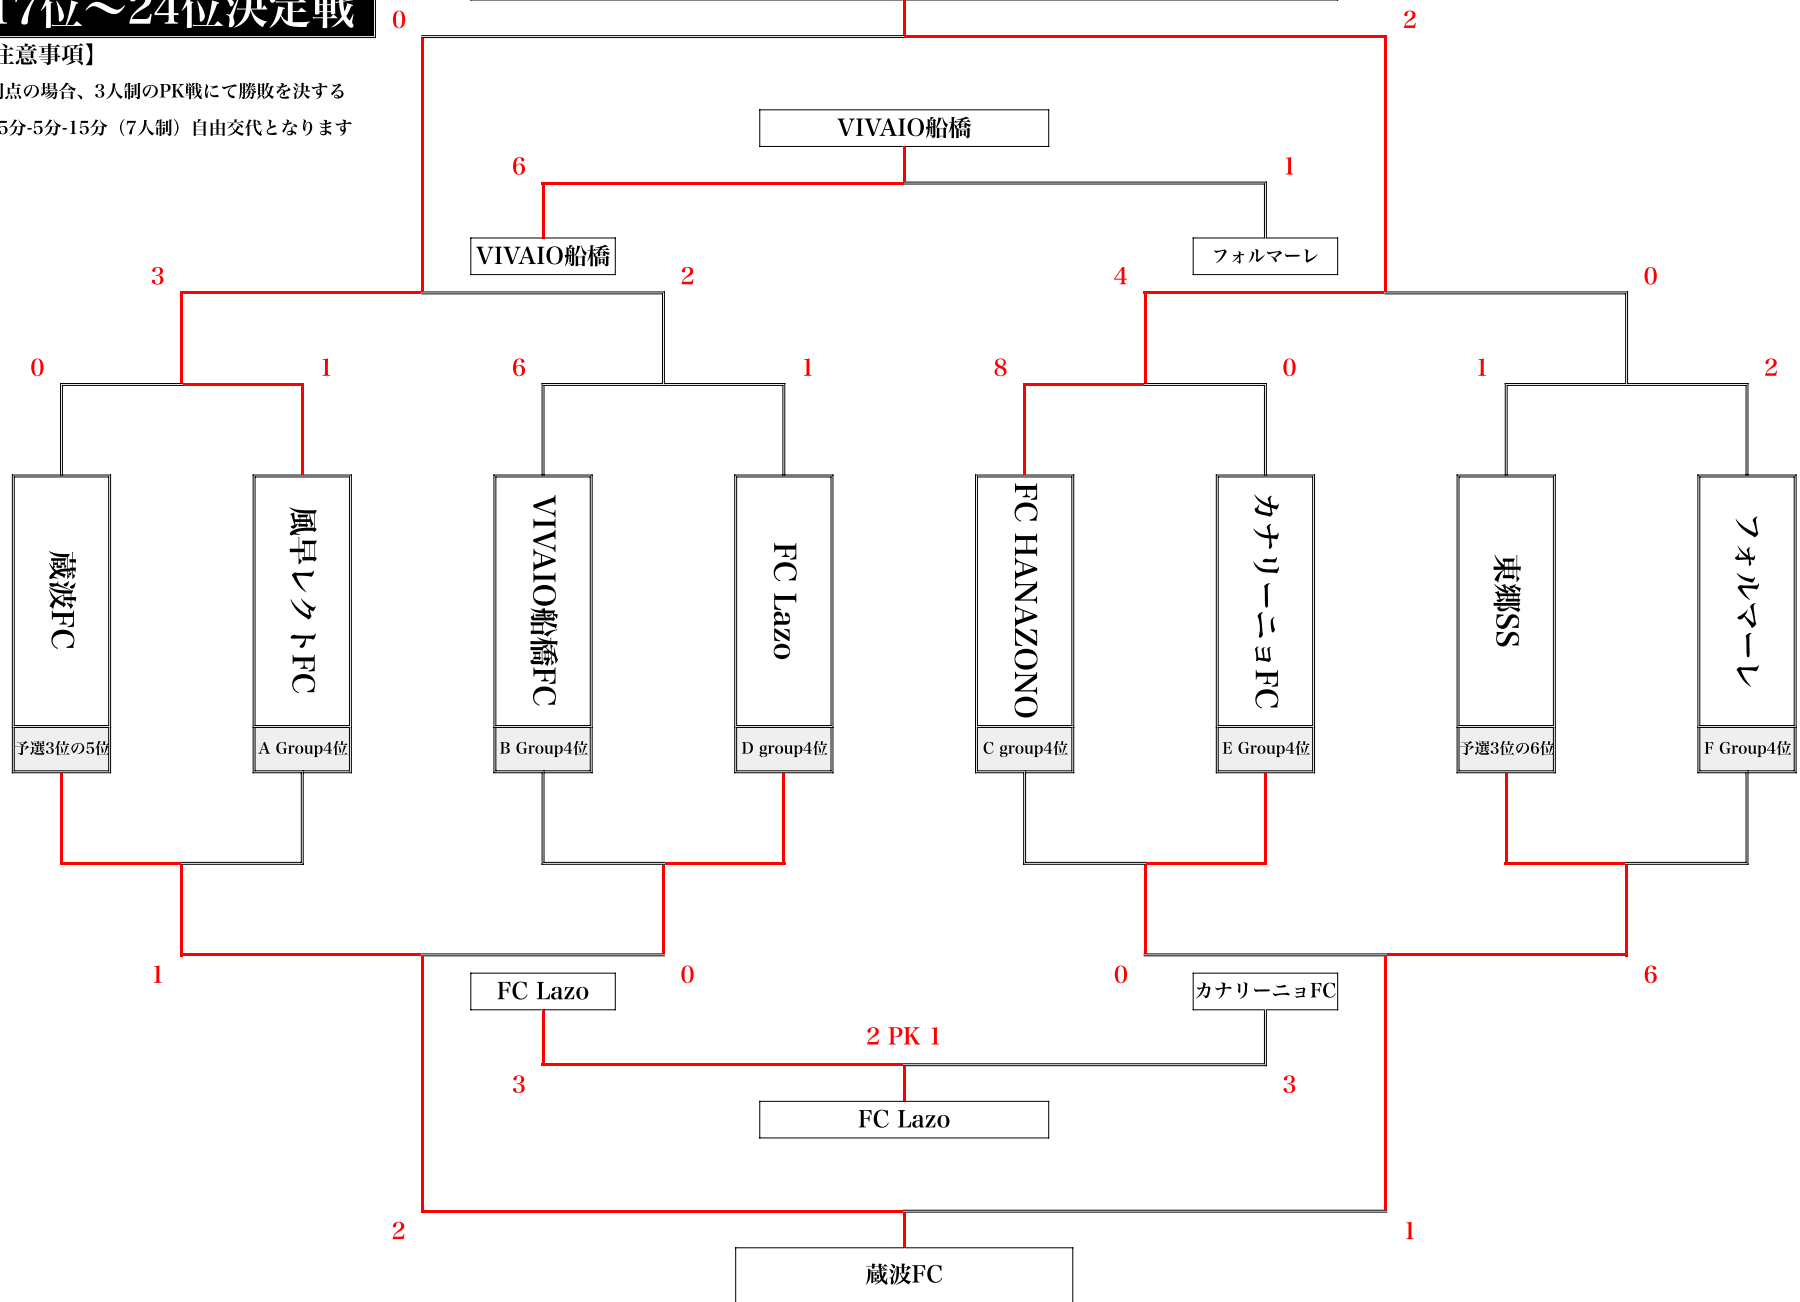 17位～24位決定戦
0
2
注意事項】
点の場合、3人制のPK戦にて勝敗を決する
5分-5分-15分（7人制）自由交代となります
VIVAIO船橋
6
1
VIVAIO船橋
フォルマーレ
3
2
4
0
0
1
6
1
8
0
1
2
蔵波FC
風早レクトFC
VIVAIO船橋FC
FC Lazo
FC HANAZONO
カナリーニョFC
東郷SS
フォルマーレ
予選3位の5位
A Group4位
B Group4位
D group4位
C group4位
E Group4位
予選3位の6位
F Group4位
1
0
0
6
FC Lazo
カナリーニョFC
2 PK 1
3
3
FC Lazo
2
1
蔵波FC